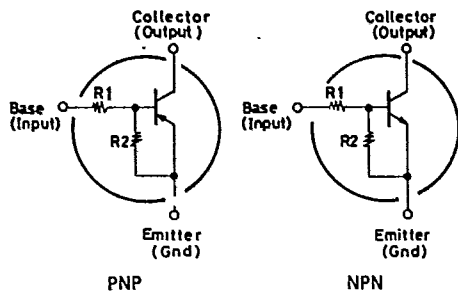 Collector
(Output)
R1
Base
(Input)
R2
Emitter
(Gnd)
PNP
Collector
(Output)
R1
Base
(Input)
R2
Emitter
(Gnd)
NPN